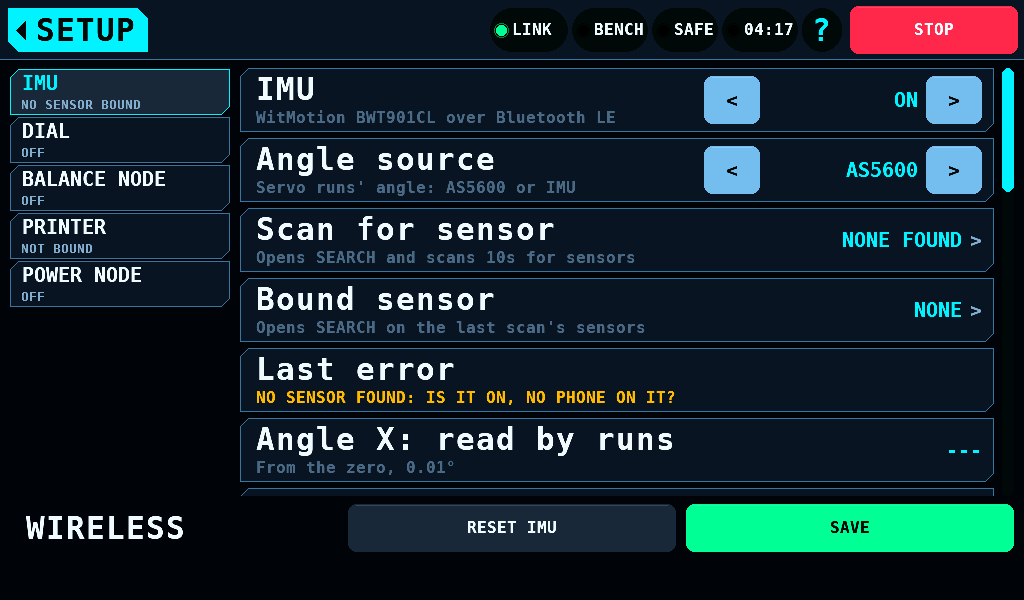 SETUP
LINK
BENCH
SAFE
04:17
?
STOP
IMU
NO SENSOR BOUND
DIAL
OFF
BALANCE NODE
OFF
PRINTER
NOT BOUND
POWER NODE
OFF
IMU
WitMotion BWT901CL over Bluetooth LE
<
ON
>
Angle source
Servo runs' angle: AS5600 or IMU
<
AS5600
>
Scan for sensor
Opens SEARCH and scans 10s for sensors
NONE FOUND >
Bound sensor
Opens SEARCH on the last scan's sensors
NONE >
Last error
NO SENSOR FOUND: IS IT ON, NO PHONE ON IT?
Angle X: read by runs
From the zero, 0.01°
---
WIRELESS
RESET IMU
SAVE